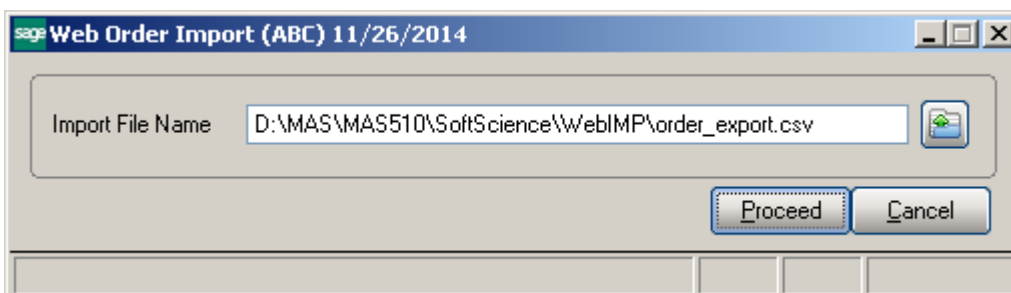 sage Web Order Import (ABC) 11/26/2014
Import File Name D:\MAS\MAS510\SoftScience\WebIMP\order_export.csv
Proceed Cancel